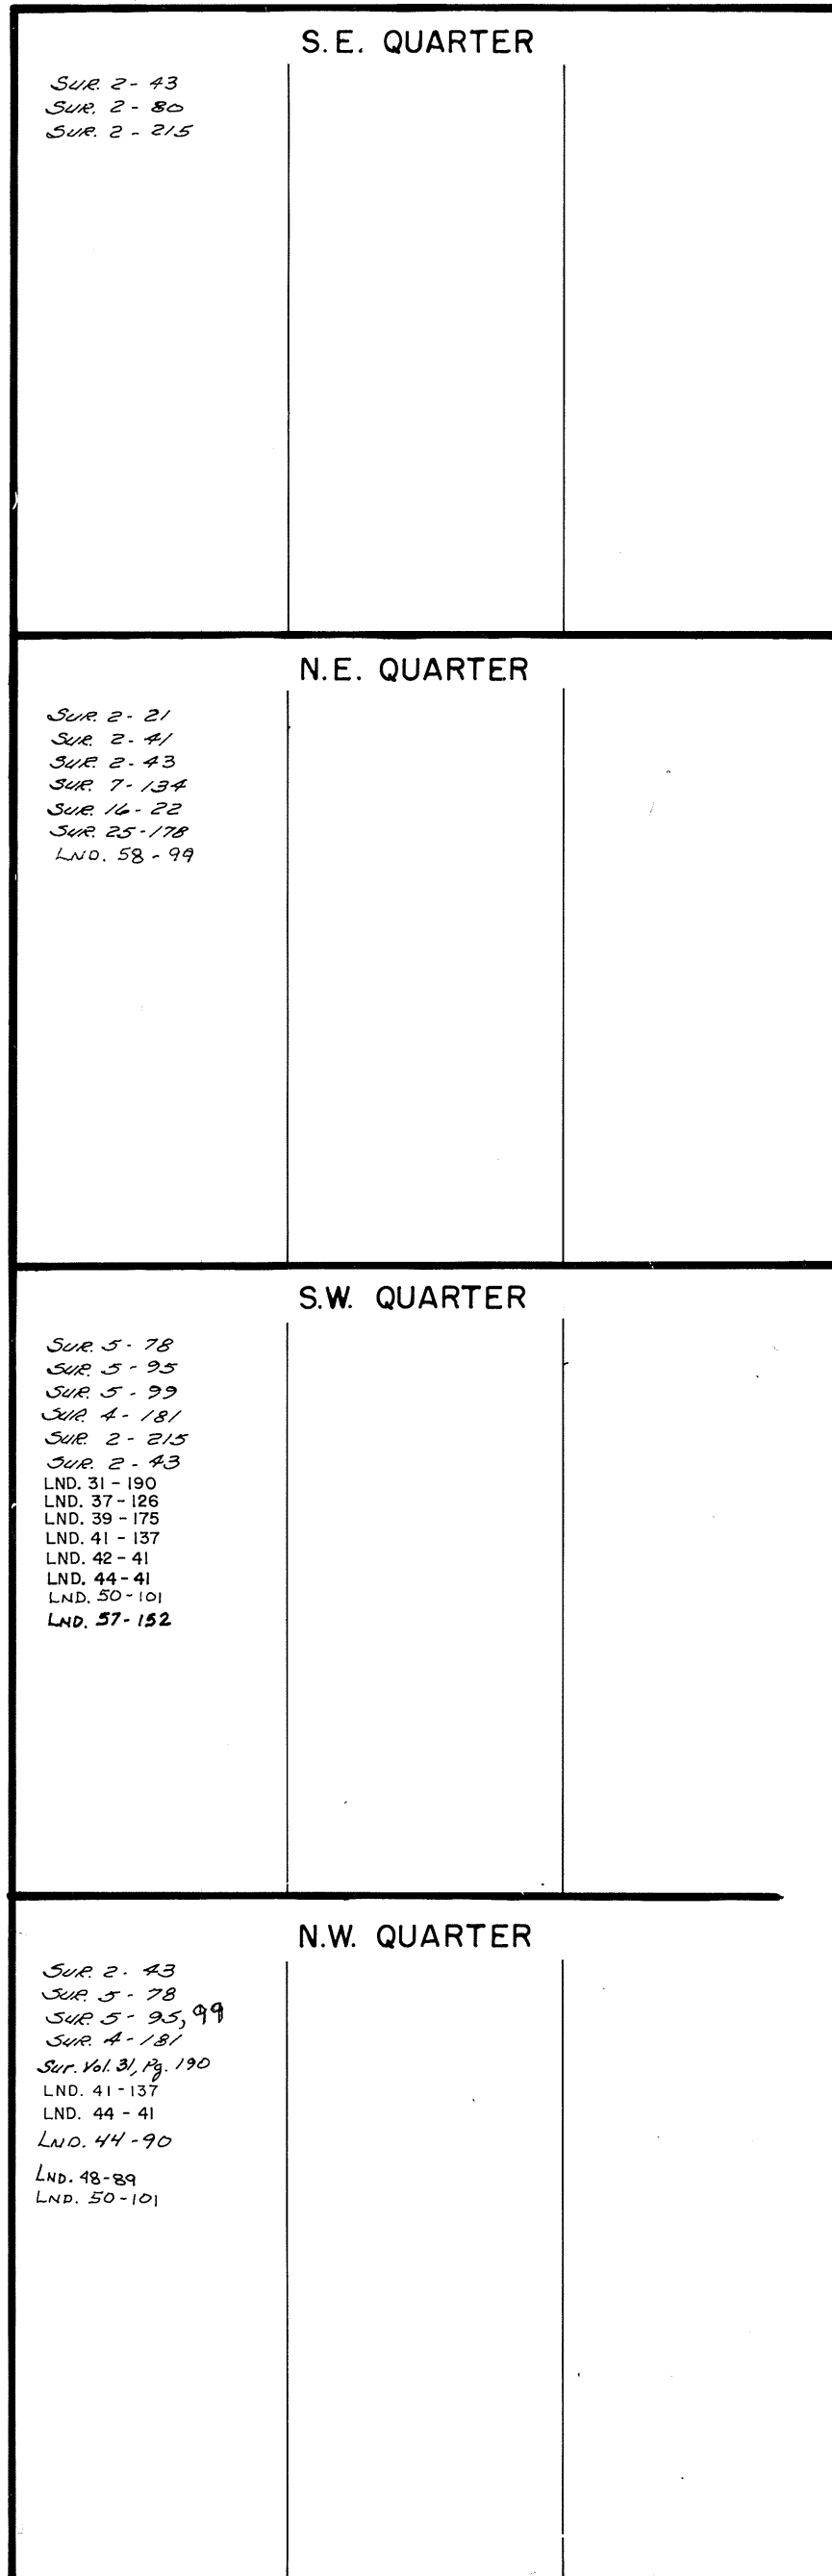 S.E. QUARTER
SUR. 2 - 43
SUR. 2 - 80
SUR. 2 - 215
N.E. QUARTER
SUR. 2 - 21
SUR. 2 - 41
SUR. 2 - 43
SUR. 7 - 134
SUR. 16 - 22
SUR. 25 - 178
LND. 58 - 99
S.W. QUARTER
SUR. 5 - 78
SUR. 5 - 95
SUR. 5 - 99
SUR. 4 - 181
SUR. 2 - 215
SUR. 2 - 43
LND. 31 - 190
LND. 37 - 126
LND. 39 - 175
LND. 41 - 137
LND. 42 - 41
LND. 44 - 41
LND. 50 - 101
LND. 57 - 152
N.W. QUARTER
SUR. 2 - 43
SUR. 5 - 78
SUR. 5 - 95, 99
SUR. 4 - 181
Sur. Vol. 31, Pg. 190
LND. 41 - 137
LND. 44 - 41
LND. 44 - 90
LND. 48 - 89
LND. 50 - 101